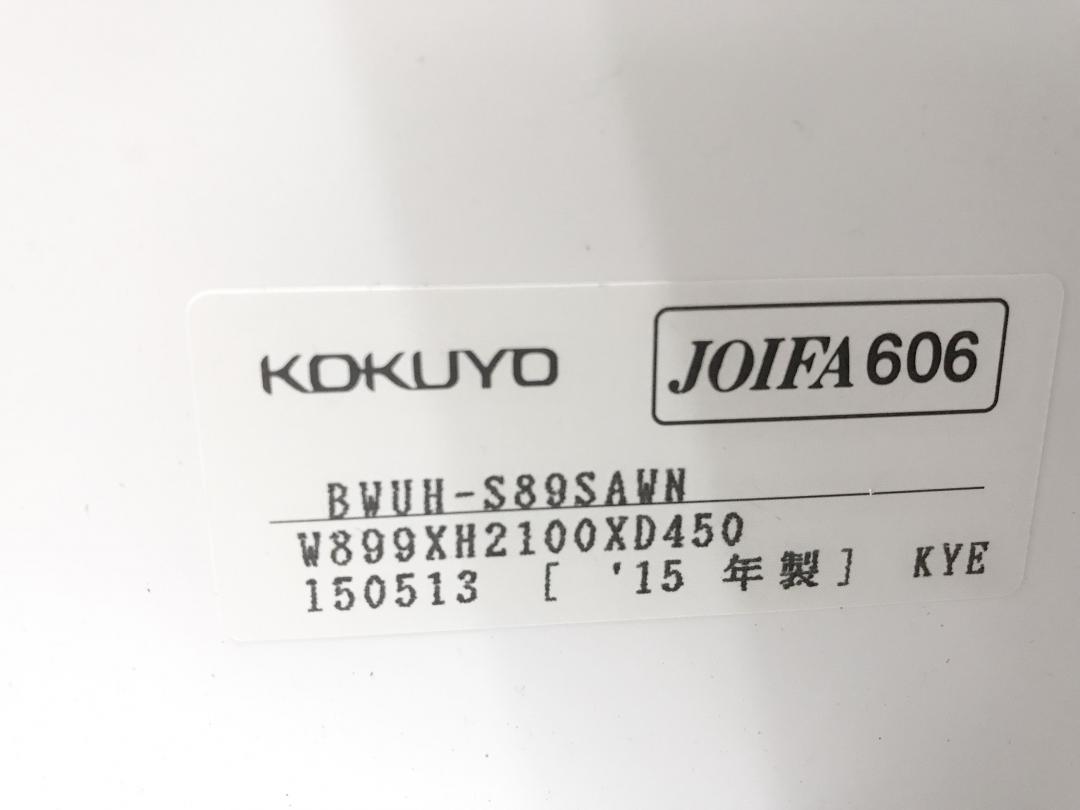 KOKUYO JOIFA 606
BWUH-S89SAWN
W899XH2100XD450
150513 [ '15 年製] KYE